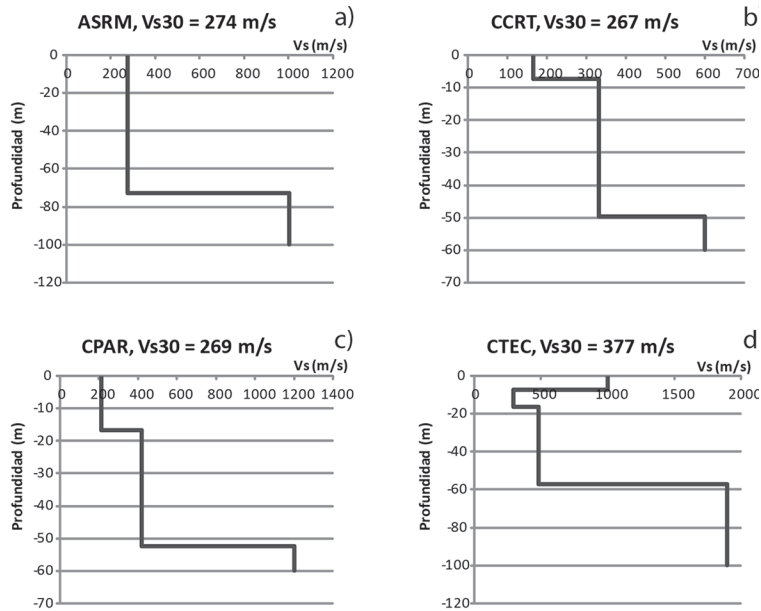 a)
ASRM, Vs30 = 274 m/s
Vs (m/s)
0 200 400 600 800 1000 1200
0
-20
-40
-60
-80
-100
-120
Profundidad (m)
b)
CCRT, Vs30 = 267 m/s
Vs (m/s)
0 100 200 300 400 500 600 700
0
-10
-20
-30
-40
-50
-60
-70
Profundidad (m)
c)
CPAR, Vs30 = 269 m/s
Vs (m/s)
0 200 400 600 800 1000 1200 1400
0
-10
-20
-30
-40
-50
-60
-70
Profundidad (m)
d)
CTEC, Vs30 = 377 m/s
Vs (m/s)
0 500 1000 1500 2000
0
-20
-40
-60
-80
-100
-120
Profundidad (m)